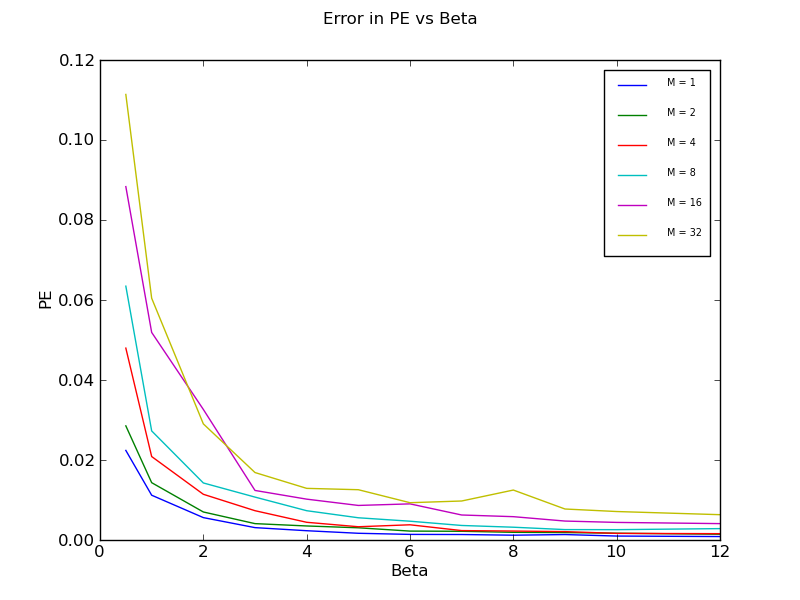 Error in PE vs Beta
0.12
0.10
0.08
0.06
0.04
0.02
0.00
PE
M = 1
M = 2
M = 4
M = 8
M = 16
M = 32
0 2 4 6 8 10 12
Beta